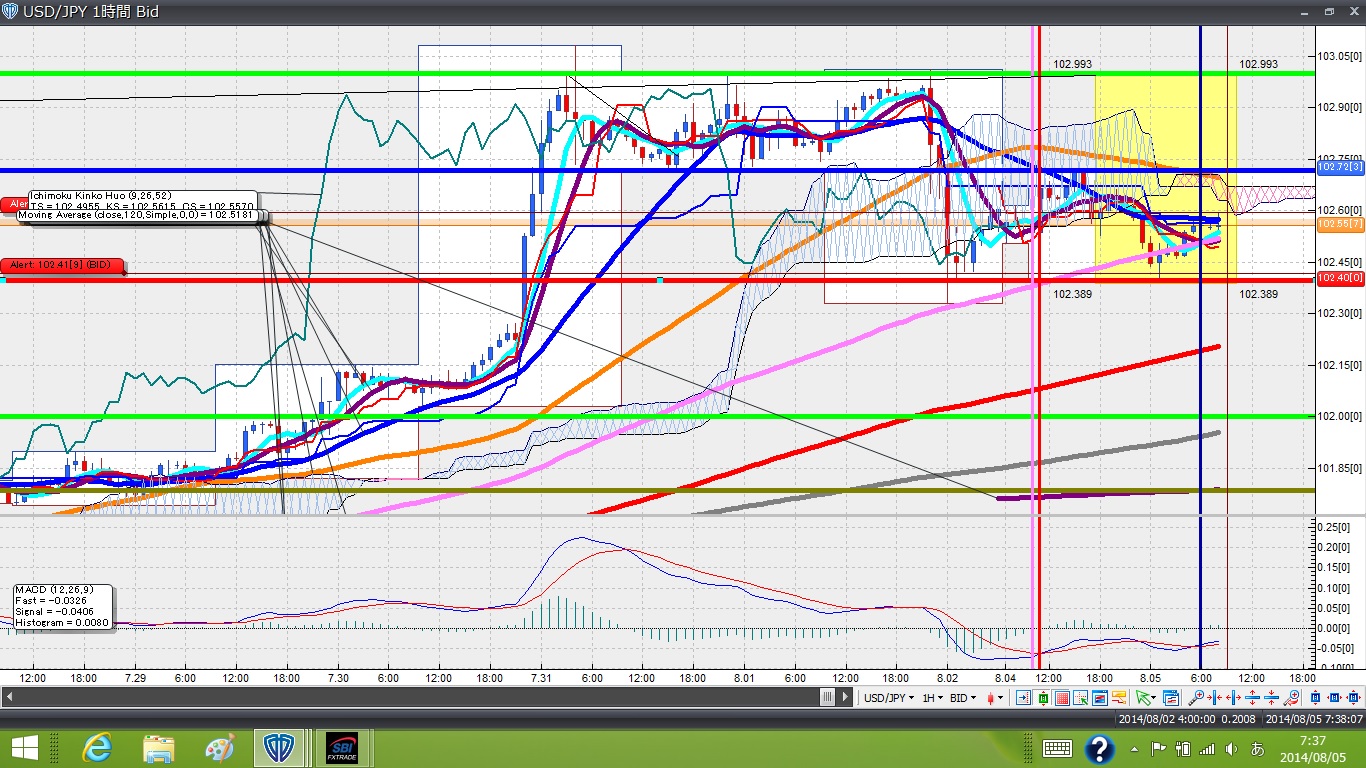 USD/JPY 1時間 Bid
103.05[0]
102.993
102.993
102.90[0]
102.75[0]
102.72[3]
Ichimoku Kinko Huo (9,26,52)
TS = 102.4955, KS = 102.5615, CS = 102.5570
Aler
Moving Average (close,120,Simple,0,0) = 102.5181
102.60[0]
102.55[7]
Alert: 102.41[9] (BID)
102.45[0]
102.40[0]
102.389
102.389
102.30[0]
102.15[0]
102.00[0]
101.85[0]
0.25[0]
0.20[0]
0.15[0]
0.10[0]
0.05[0]
0.00[0]
-0.05[0]
-0.10[0]
MACD (12,26,9)
Fast = -0.0326
Signal = -0.0406
Histogram = 0.0080
12:00 18:00 7.29 6:00 12:00 18:00 7.30 6:00 12:00 18:00 7.31 6:00 12:00 18:00 8.01 6:00 12:00 18:00 8.02 8.04 12:00 18:00 8.05 6:00 12:00 18:00
USD/JPY 1H BID
2014/08/02 4:00:00 0.2008 2014/08/05 7:38:07
SBI
FXTRADE
あ
7:37
2014/08/05